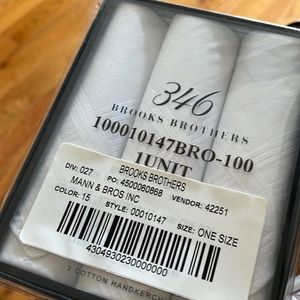 346
BROOKS BROTHERS
100010147BRO-100
1UNIT
BROOKS BROTHERS
DIV: 027 PO: 4500060868 VENDOR: 42251
MANN & BROS INC
COLOR: 15 STYLE: 00010147 SIZE: ONE SIZE
4304930230000000
3 COTTON HANDKERCH